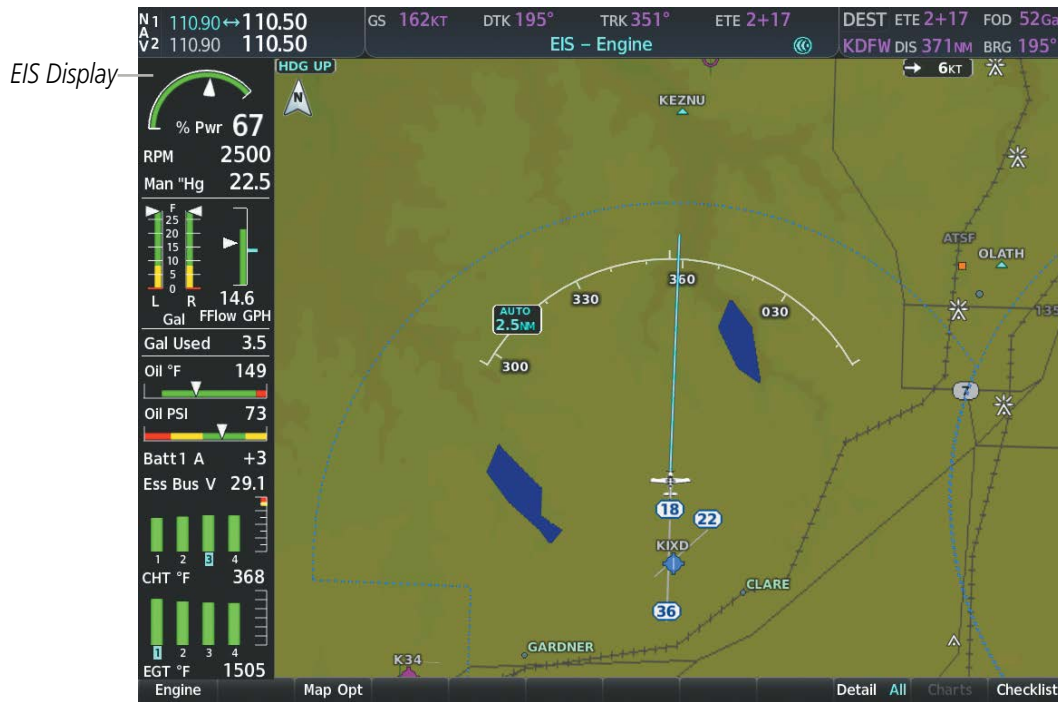 N 1 110.90 ↔ 110.50
A
V 2 110.90 110.50
GS 162KT DTK 195° TRK 351° ETE 2+17
EIS – Engine
DEST ETE 2+17 FOD 52Ga
KDFW DIS 371NM BRG 195°
EIS Display
% Pwr 67
RPM 2500
Man "Hg 22.5
F
25
20
15
10
5
0
L R
Gal
14.6
FFlow GPH
Gal Used 3.5
Oil °F 149
Oil PSI 73
Batt1 A +3
Ess Bus V 29.1
1 2 3 4
CHT °F 368
1 2 3 4
EGT °F 1505
HDG UP
N
6KT
KEZNU
ATSF
OLATH
135
330
360
030
AUTO
2.5NM
300
7
18
22
KIXD
CLARE
36
GARDNER
K34
Engine Map Opt Detail All Charts Checklist